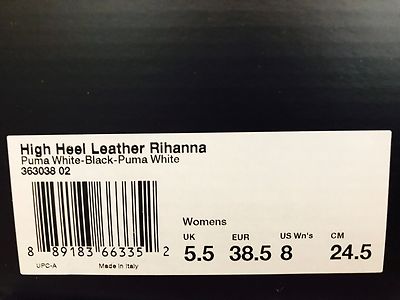 High Heel Leather Rihanna
Puma White-Black-Puma White
363038 02
Womens
UK EUR US Wn's CM
5.5 38.5 8 24.5
8 89183 66335 2
UPC-A Made in Italy